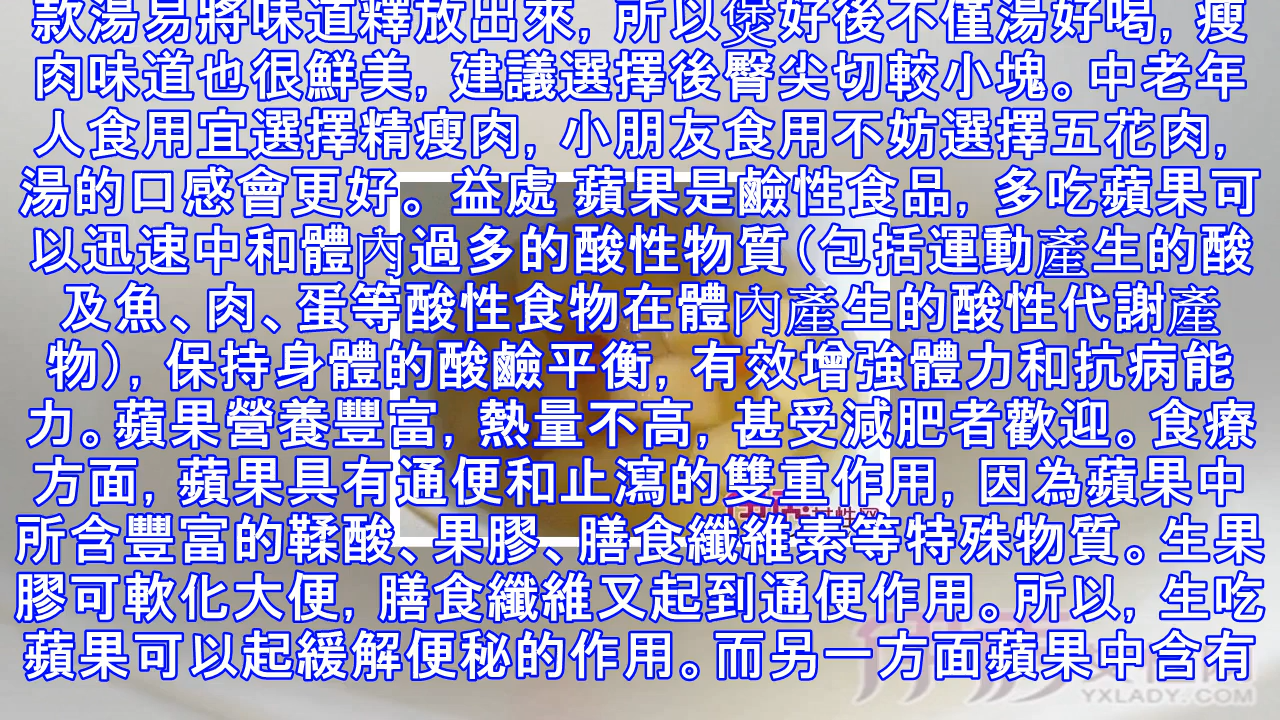 款湯易將味道釋放出來, 所以煲好後不僅湯好喝, 瘦
肉味道也很鮮美, 建議選擇後臀尖切較小塊。中老年
人食用宜選擇精瘦肉, 小朋友食用不妨選擇五花肉,
湯的口感會更好。益處 蘋果是鹼性食品, 多吃蘋果可
以迅速中和體內過多的酸性物質(包括運動產生的酸
及魚、肉、蛋等酸性食物在體內產生的酸性代謝產
物), 保持身體的酸鹼平衡, 有效增強體力和抗病能
力。蘋果營養豐富, 熱量不高, 甚受減肥者歡迎。食療
方面, 蘋果具有通便和止瀉的雙重作用, 因為蘋果中
所含豐富的鞣酸、果膠、膳食纖維素等特殊物質。生果
膠可軟化大便, 膳食纖維又起到通便作用。所以, 生吃
蘋果可以起緩解便秘的作用。而另一方面蘋果中含有
YXLADY.COM